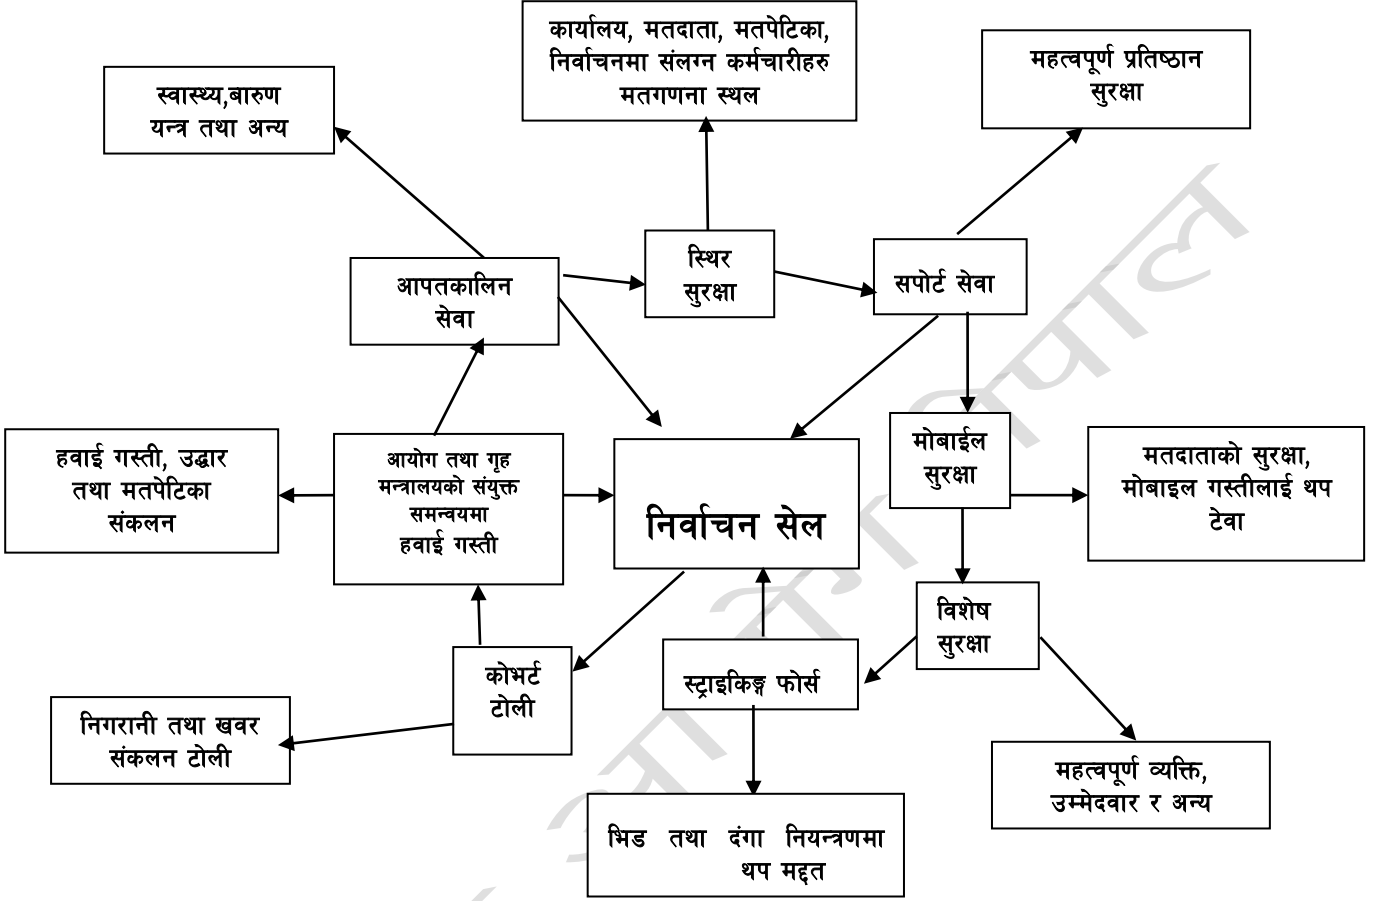 कार्यालय, मतदाता, मतपेटिका,
निर्वाचनमा संलग्न कर्मचारीहरु
मतगणना स्थल
महत्वपूर्ण प्रतिष्ठान
सुरक्षा
स्वास्थ्य,बारुण
यन्त्र तथा अन्य
स्थिर
सुरक्षा
सपोर्ट सेवा
आपतकालिन
सेवा
मोबाईल
सुरक्षा
हवाई गस्ती, उद्धार
तथा मतपेटिका
संकलन
आयोग तथा गृह
मन्त्रालयको संयुक्त
समन्वयमा
हवाई गस्ती
निर्वाचन सेल
मतदाताको सुरक्षा,
मोबाइल गस्तीलाई थप
टेवा
विशेष
सुरक्षा
कोभर्ट
टोली
स्ट्राइकिङ्ग फोर्स
निगरानी तथा खवर
संकलन टोली
महत्वपूर्ण व्यक्ति,
उम्मेदवार र अन्य
भिड तथा दंगा नियन्त्रणमा
थप मद्दत
आयोग नेपाल